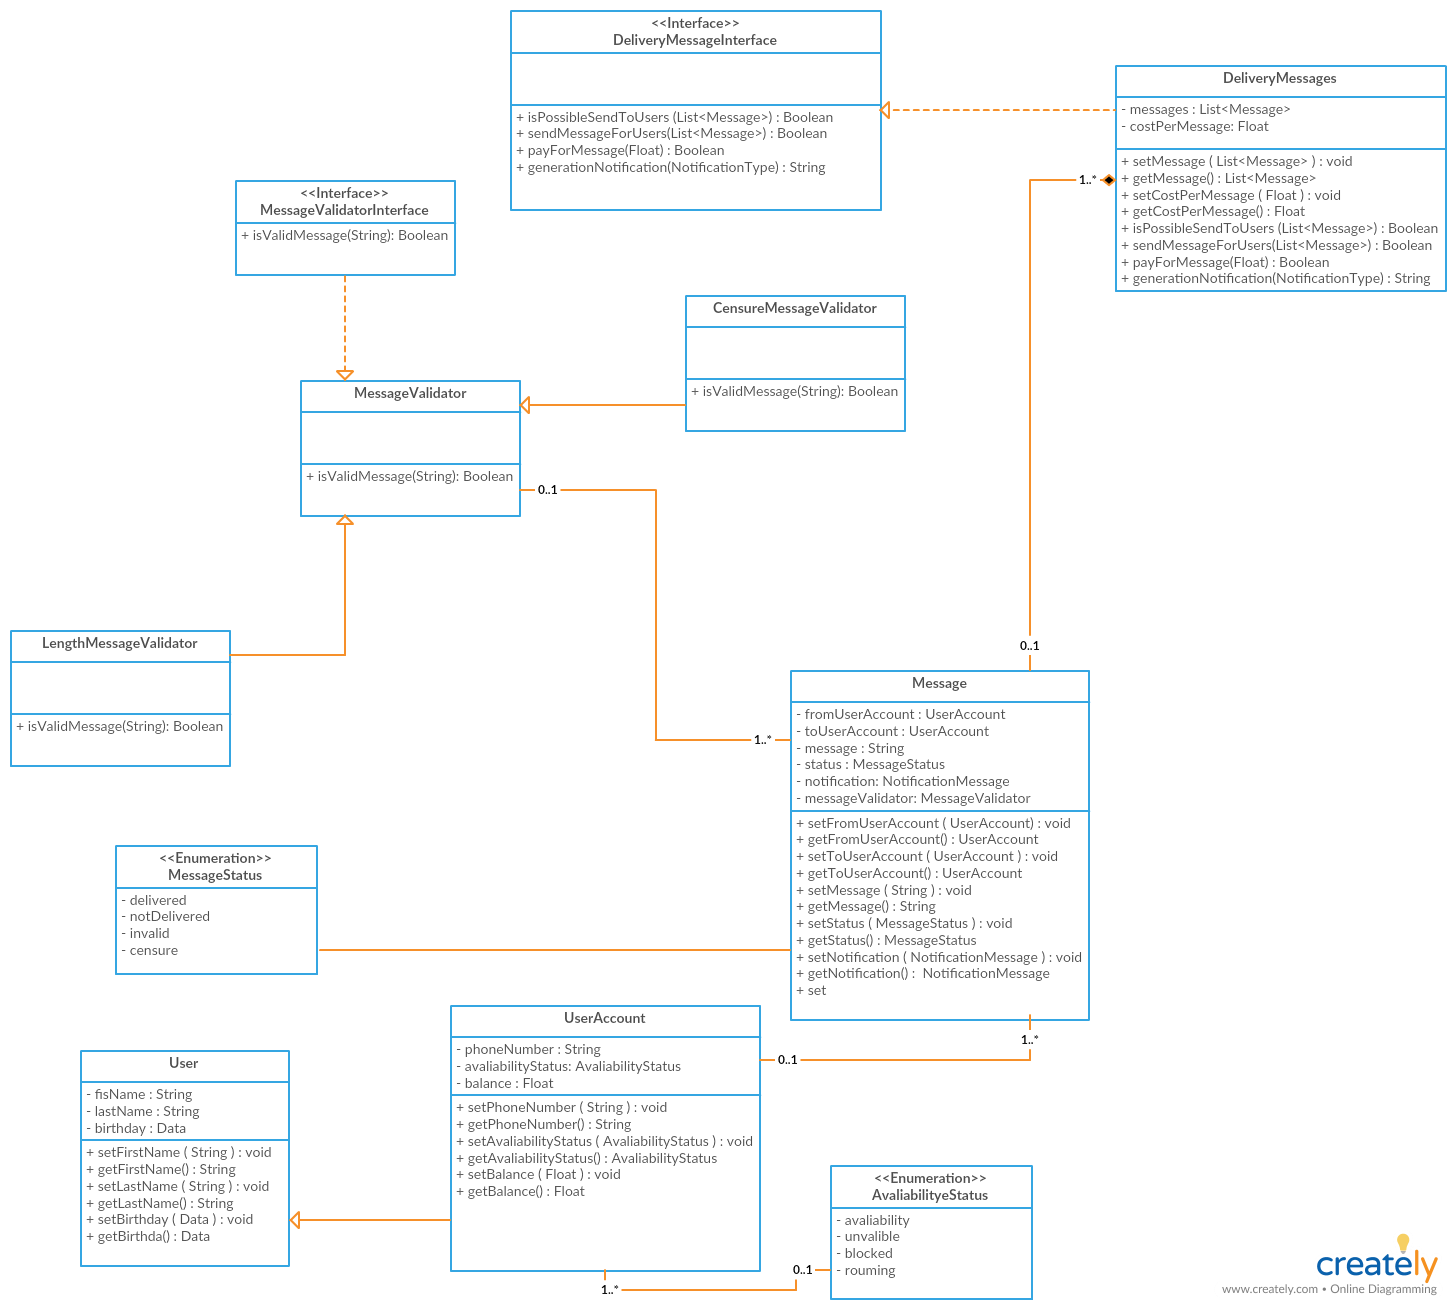 <<Interface>>
DeliveryMessageInterface
+ isPossibleSendToUsers (List<Message>) : Boolean
+ sendMessageForUsers(List<Message>) : Boolean
+ payForMessage(Float) : Boolean
+ generationNotification(NotificationType) : String
DeliveryMessages
- messages : List<Message>
- costPerMessage: Float
+ setMessage ( List<Message> ) : void
+ getMessage() : List<Message>
+ setCostPerMessage ( Float ) : void
+ getCostPerMessage() : Float
+ isPossibleSendToUsers (List<Message>) : Boolean
+ sendMessageForUsers(List<Message>) : Boolean
+ payForMessage(Float) : Boolean
+ generationNotification(NotificationType) : String
1..*
<<Interface>>
MessageValidatorInterface
+ isValidMessage(String): Boolean
CensureMessageValidator
+ isValidMessage(String): Boolean
MessageValidator
+ isValidMessage(String): Boolean
0..1
LengthMessageValidator
+ isValidMessage(String): Boolean
0..1
1..*
Message
- fromUserAccount : UserAccount
- toUserAccount : UserAccount
- message : String
- status : MessageStatus
- notification: NotificationMessage
- messageValidator: MessageValidator
+ setFromUserAccount ( UserAccount) : void
+ getFromUserAccount() : UserAccount
+ setToUserAccount ( UserAccount ) : void
+ getToUserAccount() : UserAccount
+ setMessage ( String ) : void
+ getMessage() : String
+ setStatus ( MessageStatus ) : void
+ getStatus() : MessageStatus
+ setNotification ( NotificationMessage ) : void
+ getNotification() :  NotificationMessage
+ set
<<Enumeration>>
MessageStatus
- delivered
- notDelivered
- invalid
- censure
1..*
0..1
UserAccount
- phoneNumber : String
- avaliabilityStatus: AvaliabilityStatus
- balance : Float
+ setPhoneNumber ( String ) : void
+ getPhoneNumber() : String
+ setAvaliabilityStatus ( AvaliabilityStatus ) : void
+ getAvaliabilityStatus() : AvaliabilityStatus
+ setBalance ( Float ) : void
+ getBalance() : Float
User
- fisName : String
- lastName : String
- birthday : Data
+ setFirstName ( String ) : void
+ getFirstName() : String
+ setLastName ( String ) : void
+ getLastName() : String
+ setBirthday ( Data ) : void
+ getBirthda() : Data
<<Enumeration>>
AvaliabilityeStatus
- avaliability
- unvalible
- blocked
- rouming
0..1
1..*
creately
www.creately.com • Online Diagramming